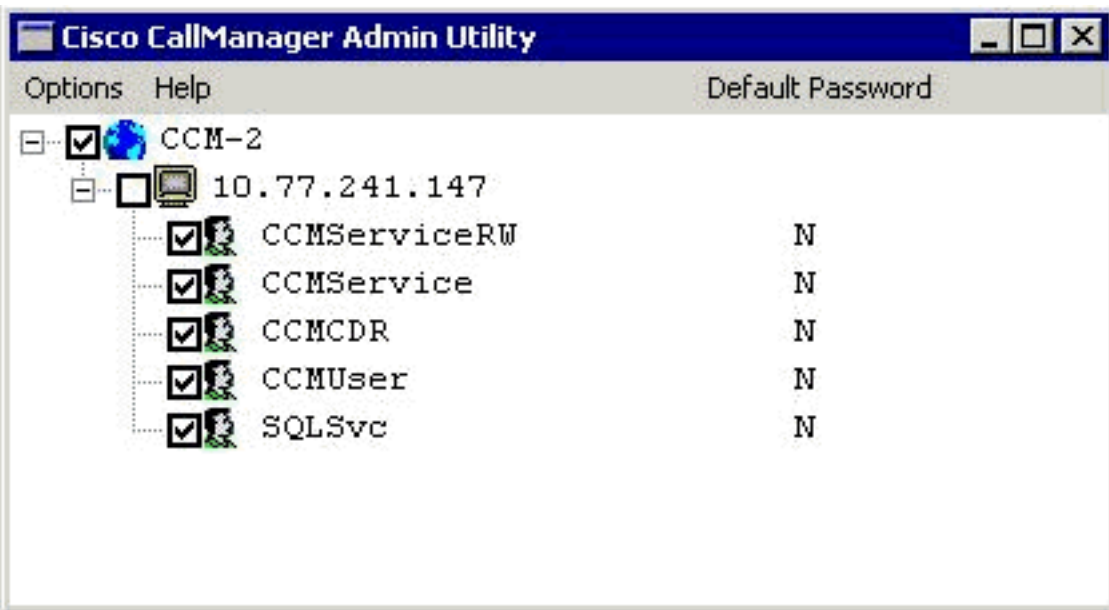 Cisco CallManager Admin Utility
Options Help Default Password
CCM-2
10.77.241.147
CCMServiceRW N
CCMService N
CCMCDR N
CCMUser N
SQLSvc N